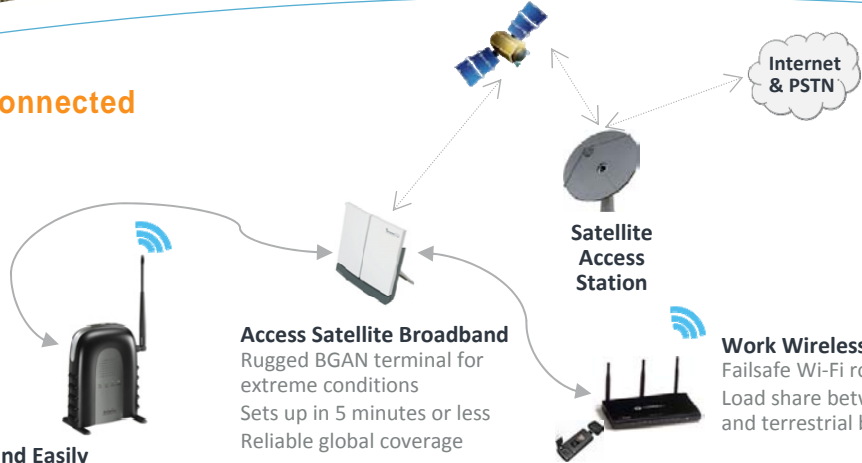 onnected
Internet
& PSTN
Satellite
Access
Station
Access Satellite Broadband
Rugged BGAN terminal for
extreme conditions
Sets up in 5 minutes or less
Reliable global coverage
Work Wireless
Failsafe Wi-Fi ro
Load share betw
and terrestrial b
nd Easily